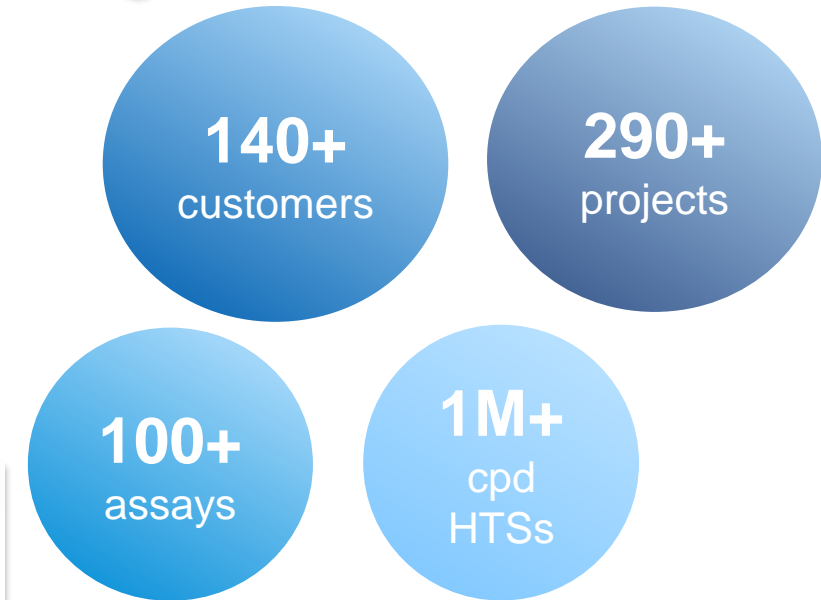 140+
customers
290+
projects
100+
assays
1M+
cpd
HTSs